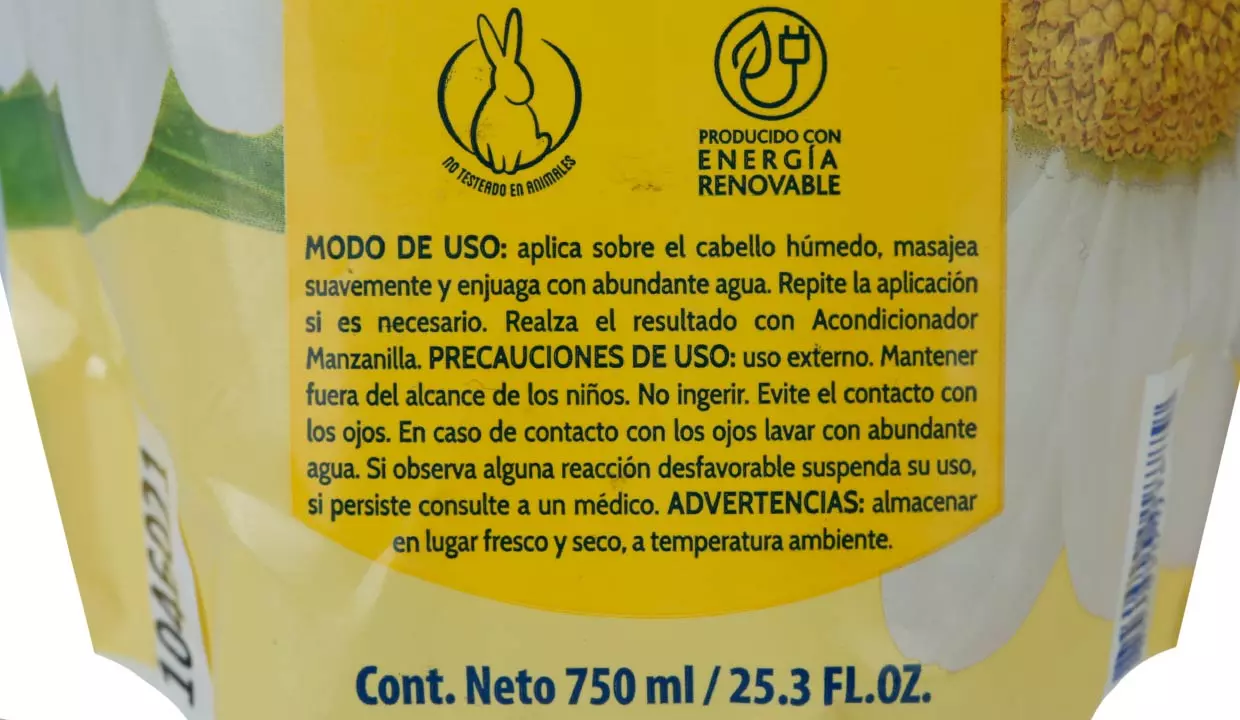 NO TESTEADO EN ANIMALES
PRODUCIDO CON
ENERGÍA
RENOVABLE
MODO DE USO: aplica sobre el cabello húmedo, masajea
suavemente y enjuaga con abundante agua. Repite la aplicación
si es necesario. Realza el resultado con Acondicionador
Manzanilla. PRECAUCIONES DE USO: uso externo. Mantener
fuera del alcance de los niños. No ingerir. Evite el contacto con
los ojos. En caso de contacto con los ojos lavar con abundante
agua. Si observa alguna reacción desfavorable suspenda su uso,
si persiste consulte a un médico. ADVERTENCIAS: almacenar
en lugar fresco y seco, a temperatura ambiente.
Cont. Neto 750 ml / 25.3 FL.OZ.